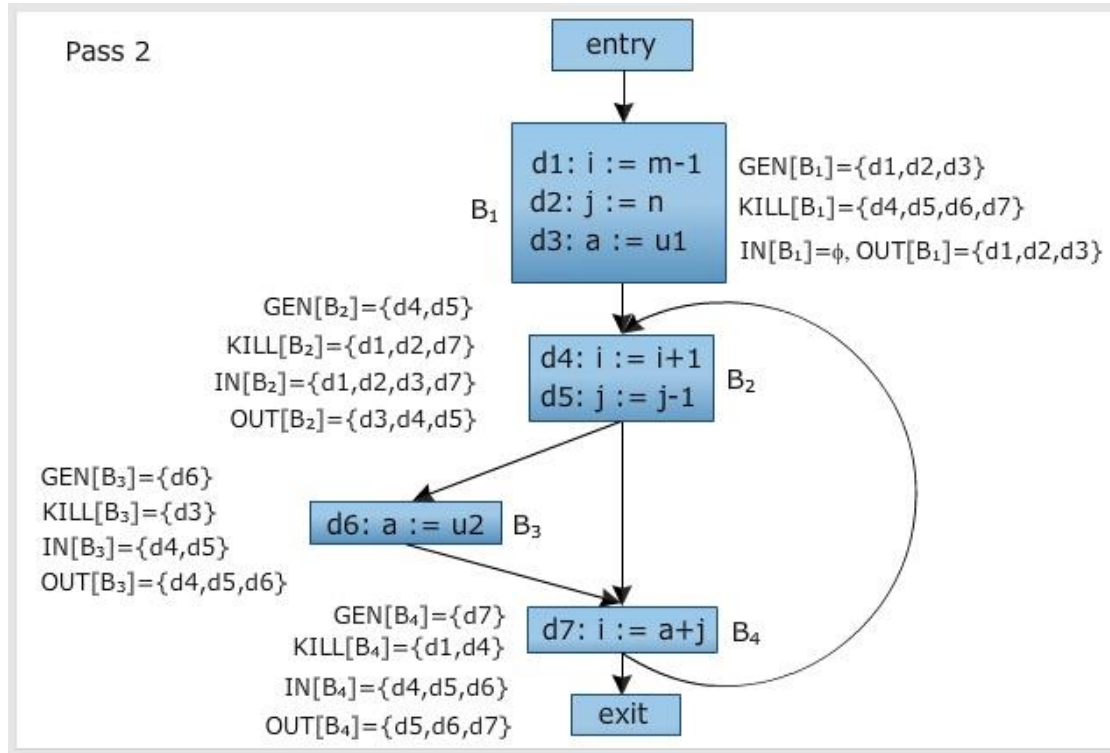 Pass 2
entry
B₁
d1: i := m-1
d2: j := n
d3: a := u1
GEN[B₁]={d1,d2,d3}
KILL[B₁]={d4,d5,d6,d7}
IN[B₁]=ϕ, OUT[B₁]={d1,d2,d3}
GEN[B₂]={d4,d5}
KILL[B₂]={d1,d2,d7}
IN[B₂]={d1,d2,d3,d7}
OUT[B₂]={d3,d4,d5}
d4: i := i+1
d5: j := j-1
B₂
GEN[B₃]={d6}
KILL[B₃]={d3}
IN[B₃]={d4,d5}
OUT[B₃]={d4,d5,d6}
d6: a := u2
B₃
GEN[B₄]={d7}
KILL[B₄]={d1,d4}
IN[B₄]={d4,d5,d6}
OUT[B₄]={d5,d6,d7}
d7: i := a+j
B₄
exit